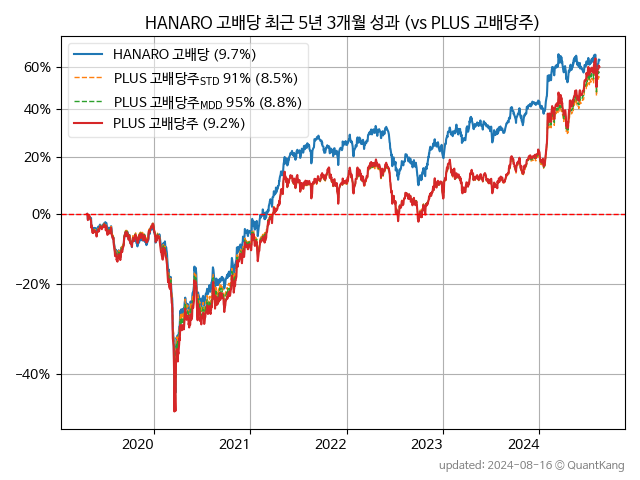 HANARO 고배당 최근 5년 3개월 성과 (vs PLUS 고배당주)
HANARO 고배당 (9.7%)
PLUS 고배당주STD 91% (8.5%)
PLUS 고배당주MDD 95% (8.8%)
PLUS 고배당주 (9.2%)
60%
40%
20%
0%
−20%
−40%
2020 2021 2022 2023 2024
updated: 2024-08-16 © QuantKang